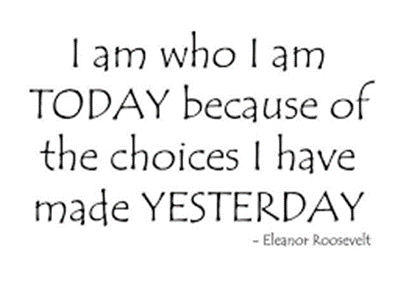 I am who I am
TODAY because of
the choices I have
made YESTERDAY
- Eleanor Roosevelt